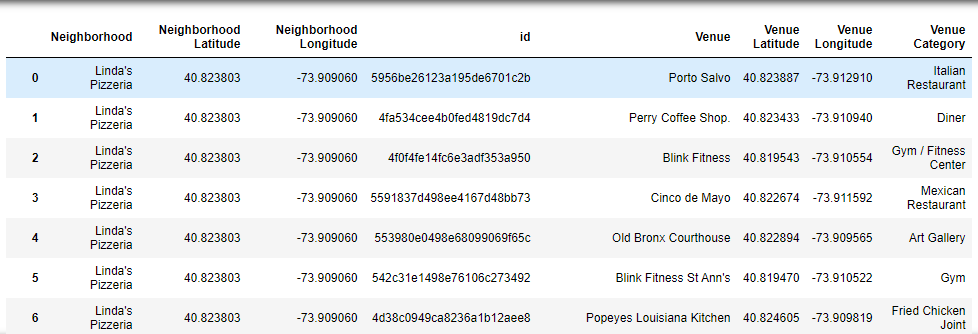 Neighborhood Neighborhood Latitude Neighborhood Longitude id Venue Venue Latitude Venue Longitude Venue Category
0 Linda's Pizzeria 40.823803 -73.909060 5956be26123a195de6701c2b Porto Salvo 40.823887 -73.912910 Italian Restaurant
1 Linda's Pizzeria 40.823803 -73.909060 4fa534cee4b0fed4819dc7d4 Perry Coffee Shop. 40.823433 -73.910940 Diner
2 Linda's Pizzeria 40.823803 -73.909060 4f0f4fe14fc6e3adf353a950 Blink Fitness 40.819543 -73.910554 Gym / Fitness Center
3 Linda's Pizzeria 40.823803 -73.909060 5591837d498ee4167d48bb73 Cinco de Mayo 40.822674 -73.911592 Mexican Restaurant
4 Linda's Pizzeria 40.823803 -73.909060 553980e0498e68099069f65c Old Bronx Courthouse 40.822894 -73.909565 Art Gallery
5 Linda's Pizzeria 40.823803 -73.909060 542c31e1498e76106c273492 Blink Fitness St Ann's 40.819470 -73.910522 Gym
6 Linda's Pizzeria 40.823803 -73.909060 4d38c0949ca8236a1b12aee8 Popeyes Louisiana Kitchen 40.824605 -73.909819 Fried Chicken Joint